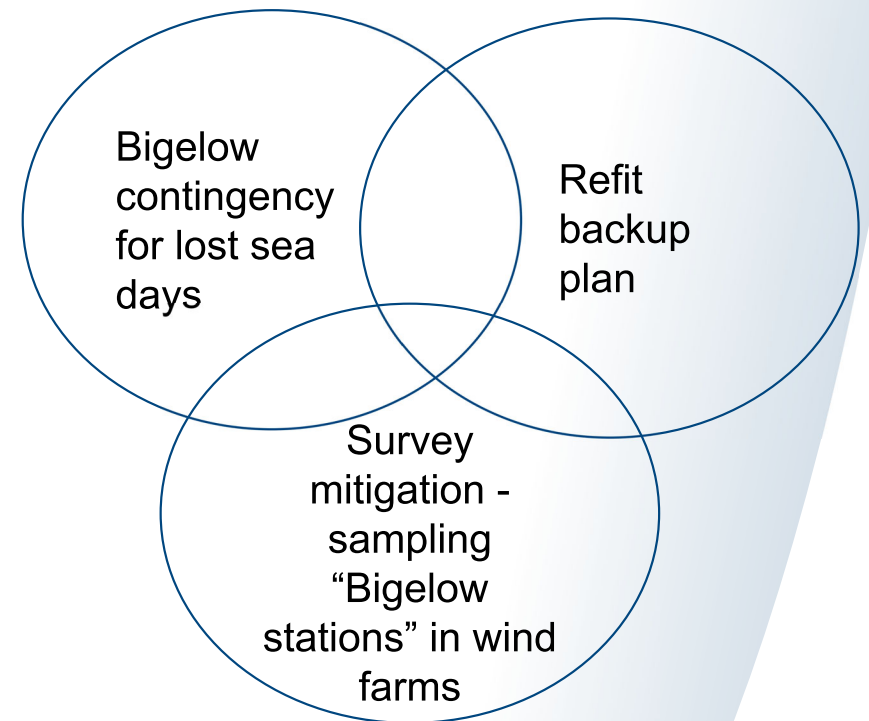 Bigelow
contingency
for lost sea
days
Refit
backup
plan
Survey
mitigation -
sampling
“Bigelow
stations” in wind
farms